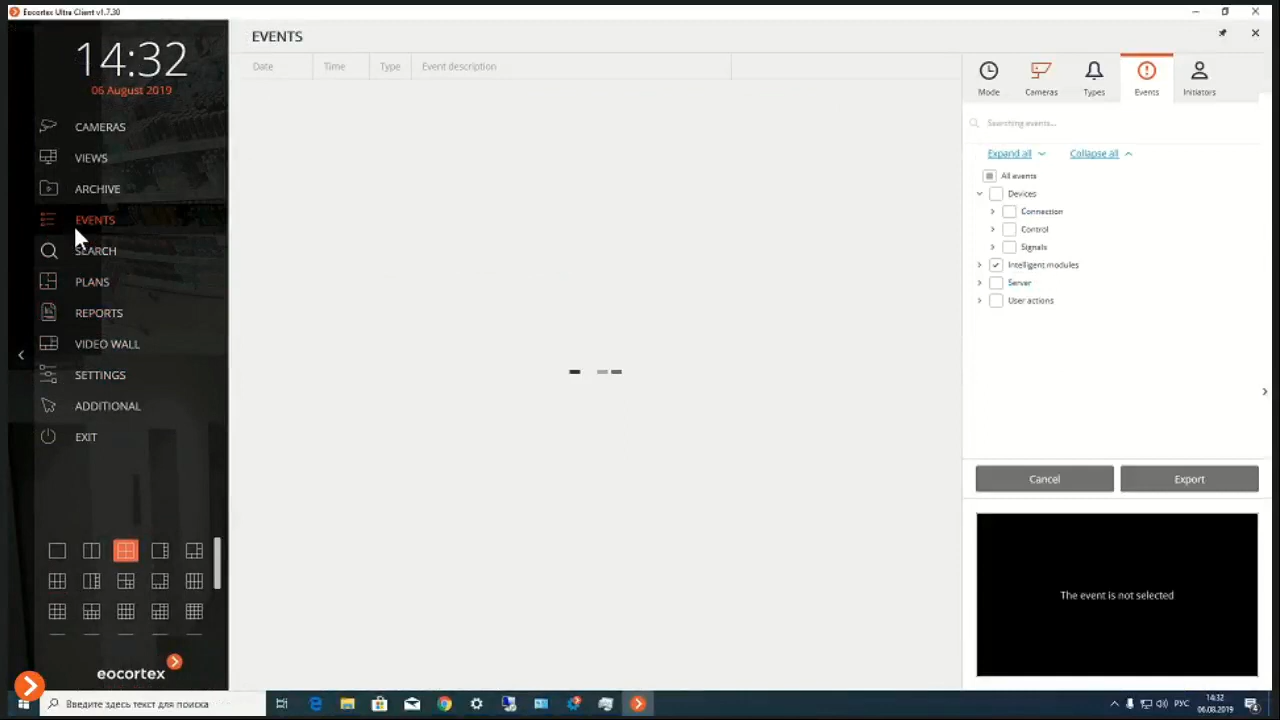 Eocortex Ultra Client v1.7.30
14:32
06 August 2019
CAMERAS
VIEWS
ARCHIVE
EVENTS
SEARCH
PLANS
REPORTS
VIDEO WALL
SETTINGS
ADDITIONAL
EXIT
eocortex
EVENTS
Date Time Type Event description
Mode Cameras Types Events Initiators
Searching events...
Expand all Collapse all
All events
Devices
Connection
Control
Signals
Intelligent modules
Server
User actions
Cancel Export
The event is not selected
Введите здесь текст для поиска
РУС
14:32
06.08.2019
4